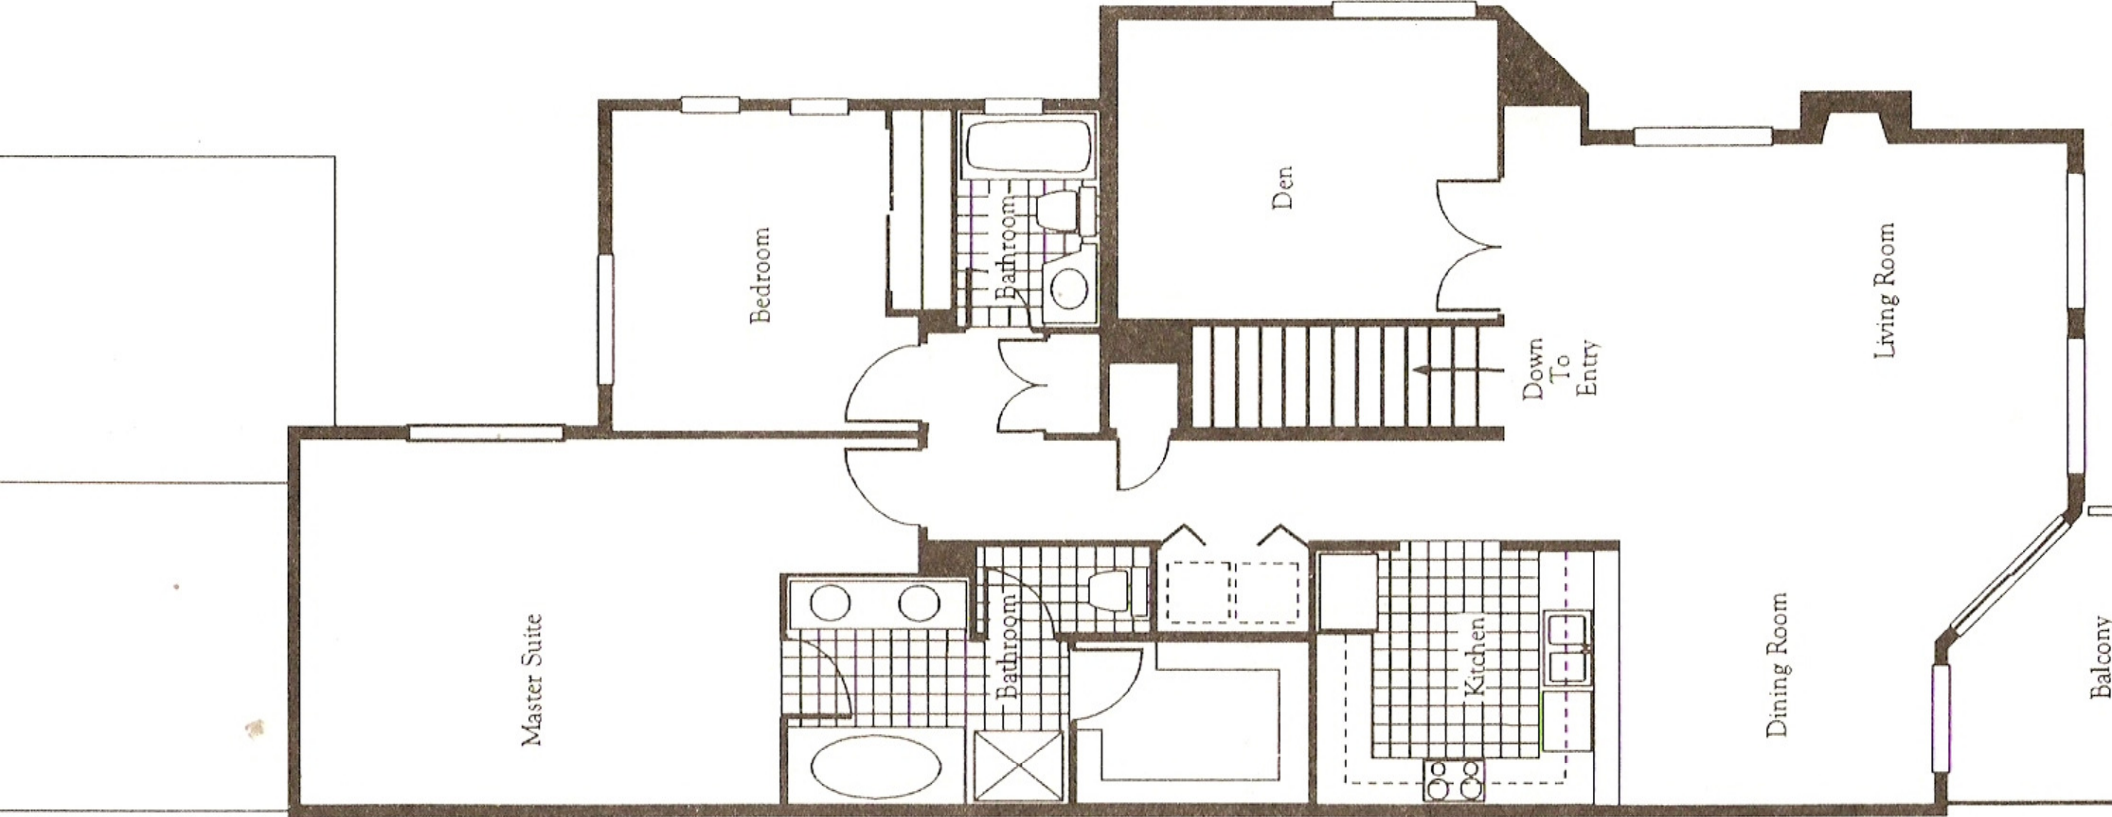 Den
Bedroom
Bathroom
Living Room
Down
To
Entry
Master Suite
Bathroom
Kitchen
Dining Room
Balcony